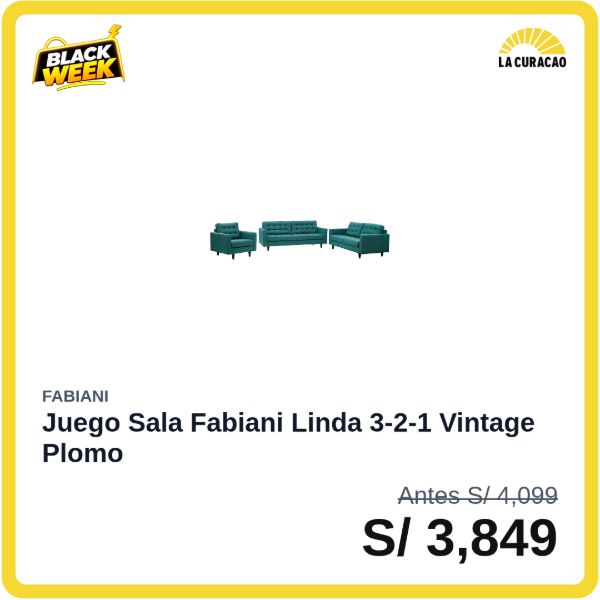 BLACK
WEEK
LA CURACAO
FABIANI
Juego Sala Fabiani Linda 3-2-1 Vintage
Plomo
Antes S/ 4,099
S/ 3,849